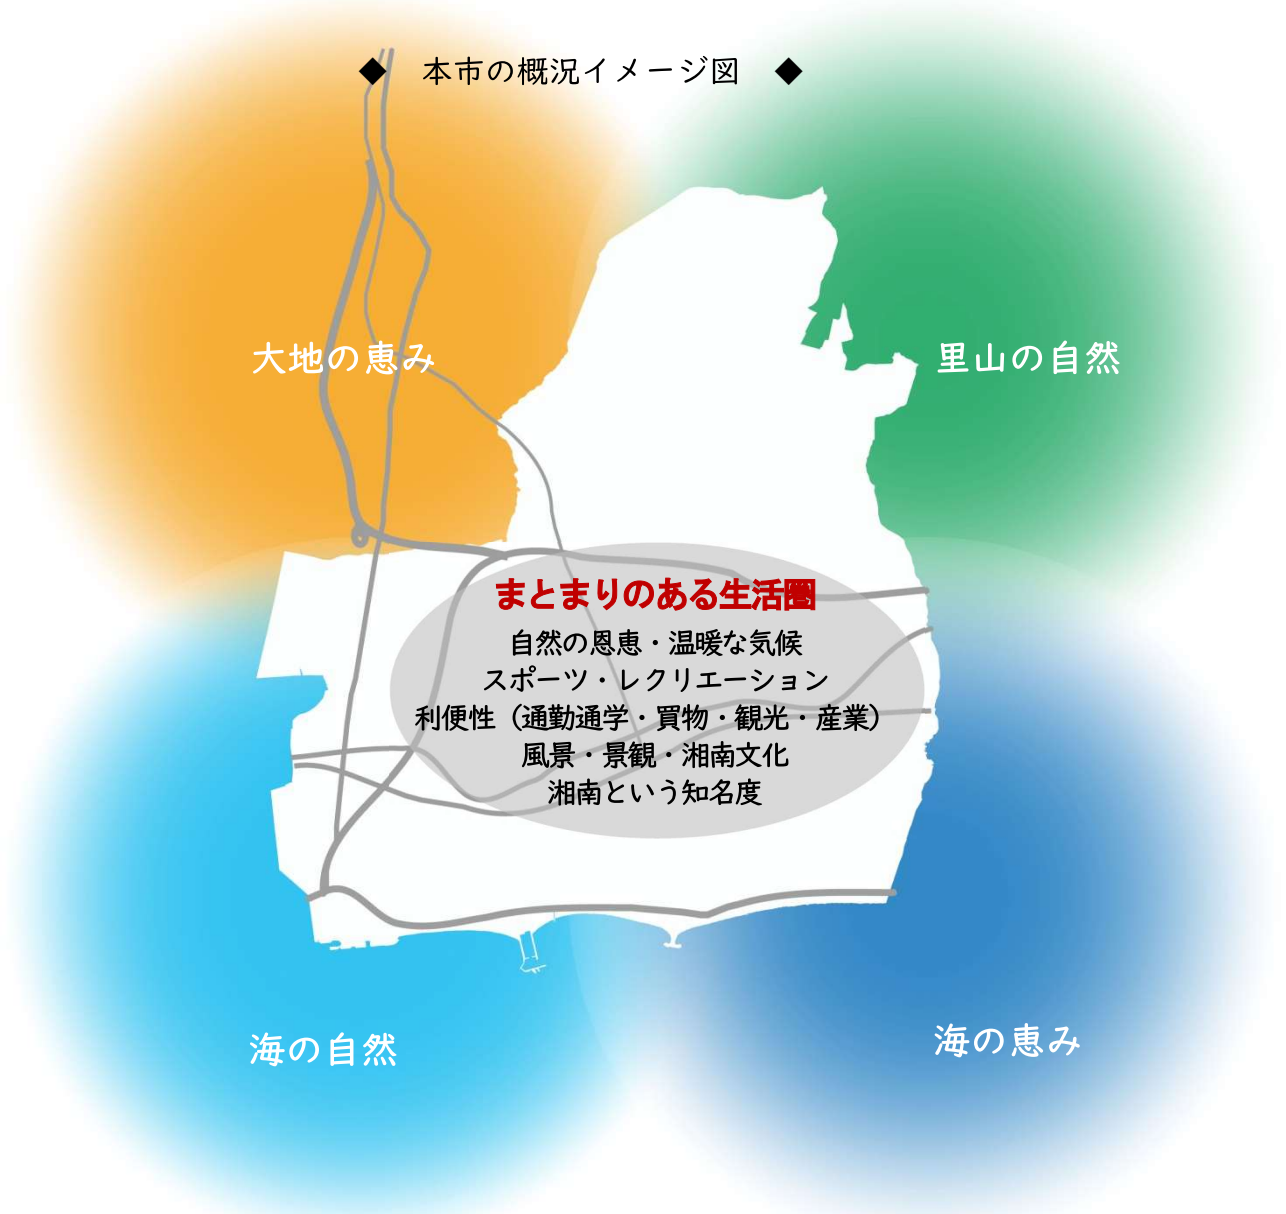 ◆ 本市の概況イメージ図 ◆
大地の恵み
里山の自然
まとまりのある生活圏
自然の恩恵・温暖な気候
スポーツ・レクリエーション
利便性（通勤通学・買物・観光・産業）
風景・景観・湘南文化
湘南という知名度
海の自然
海の恵み